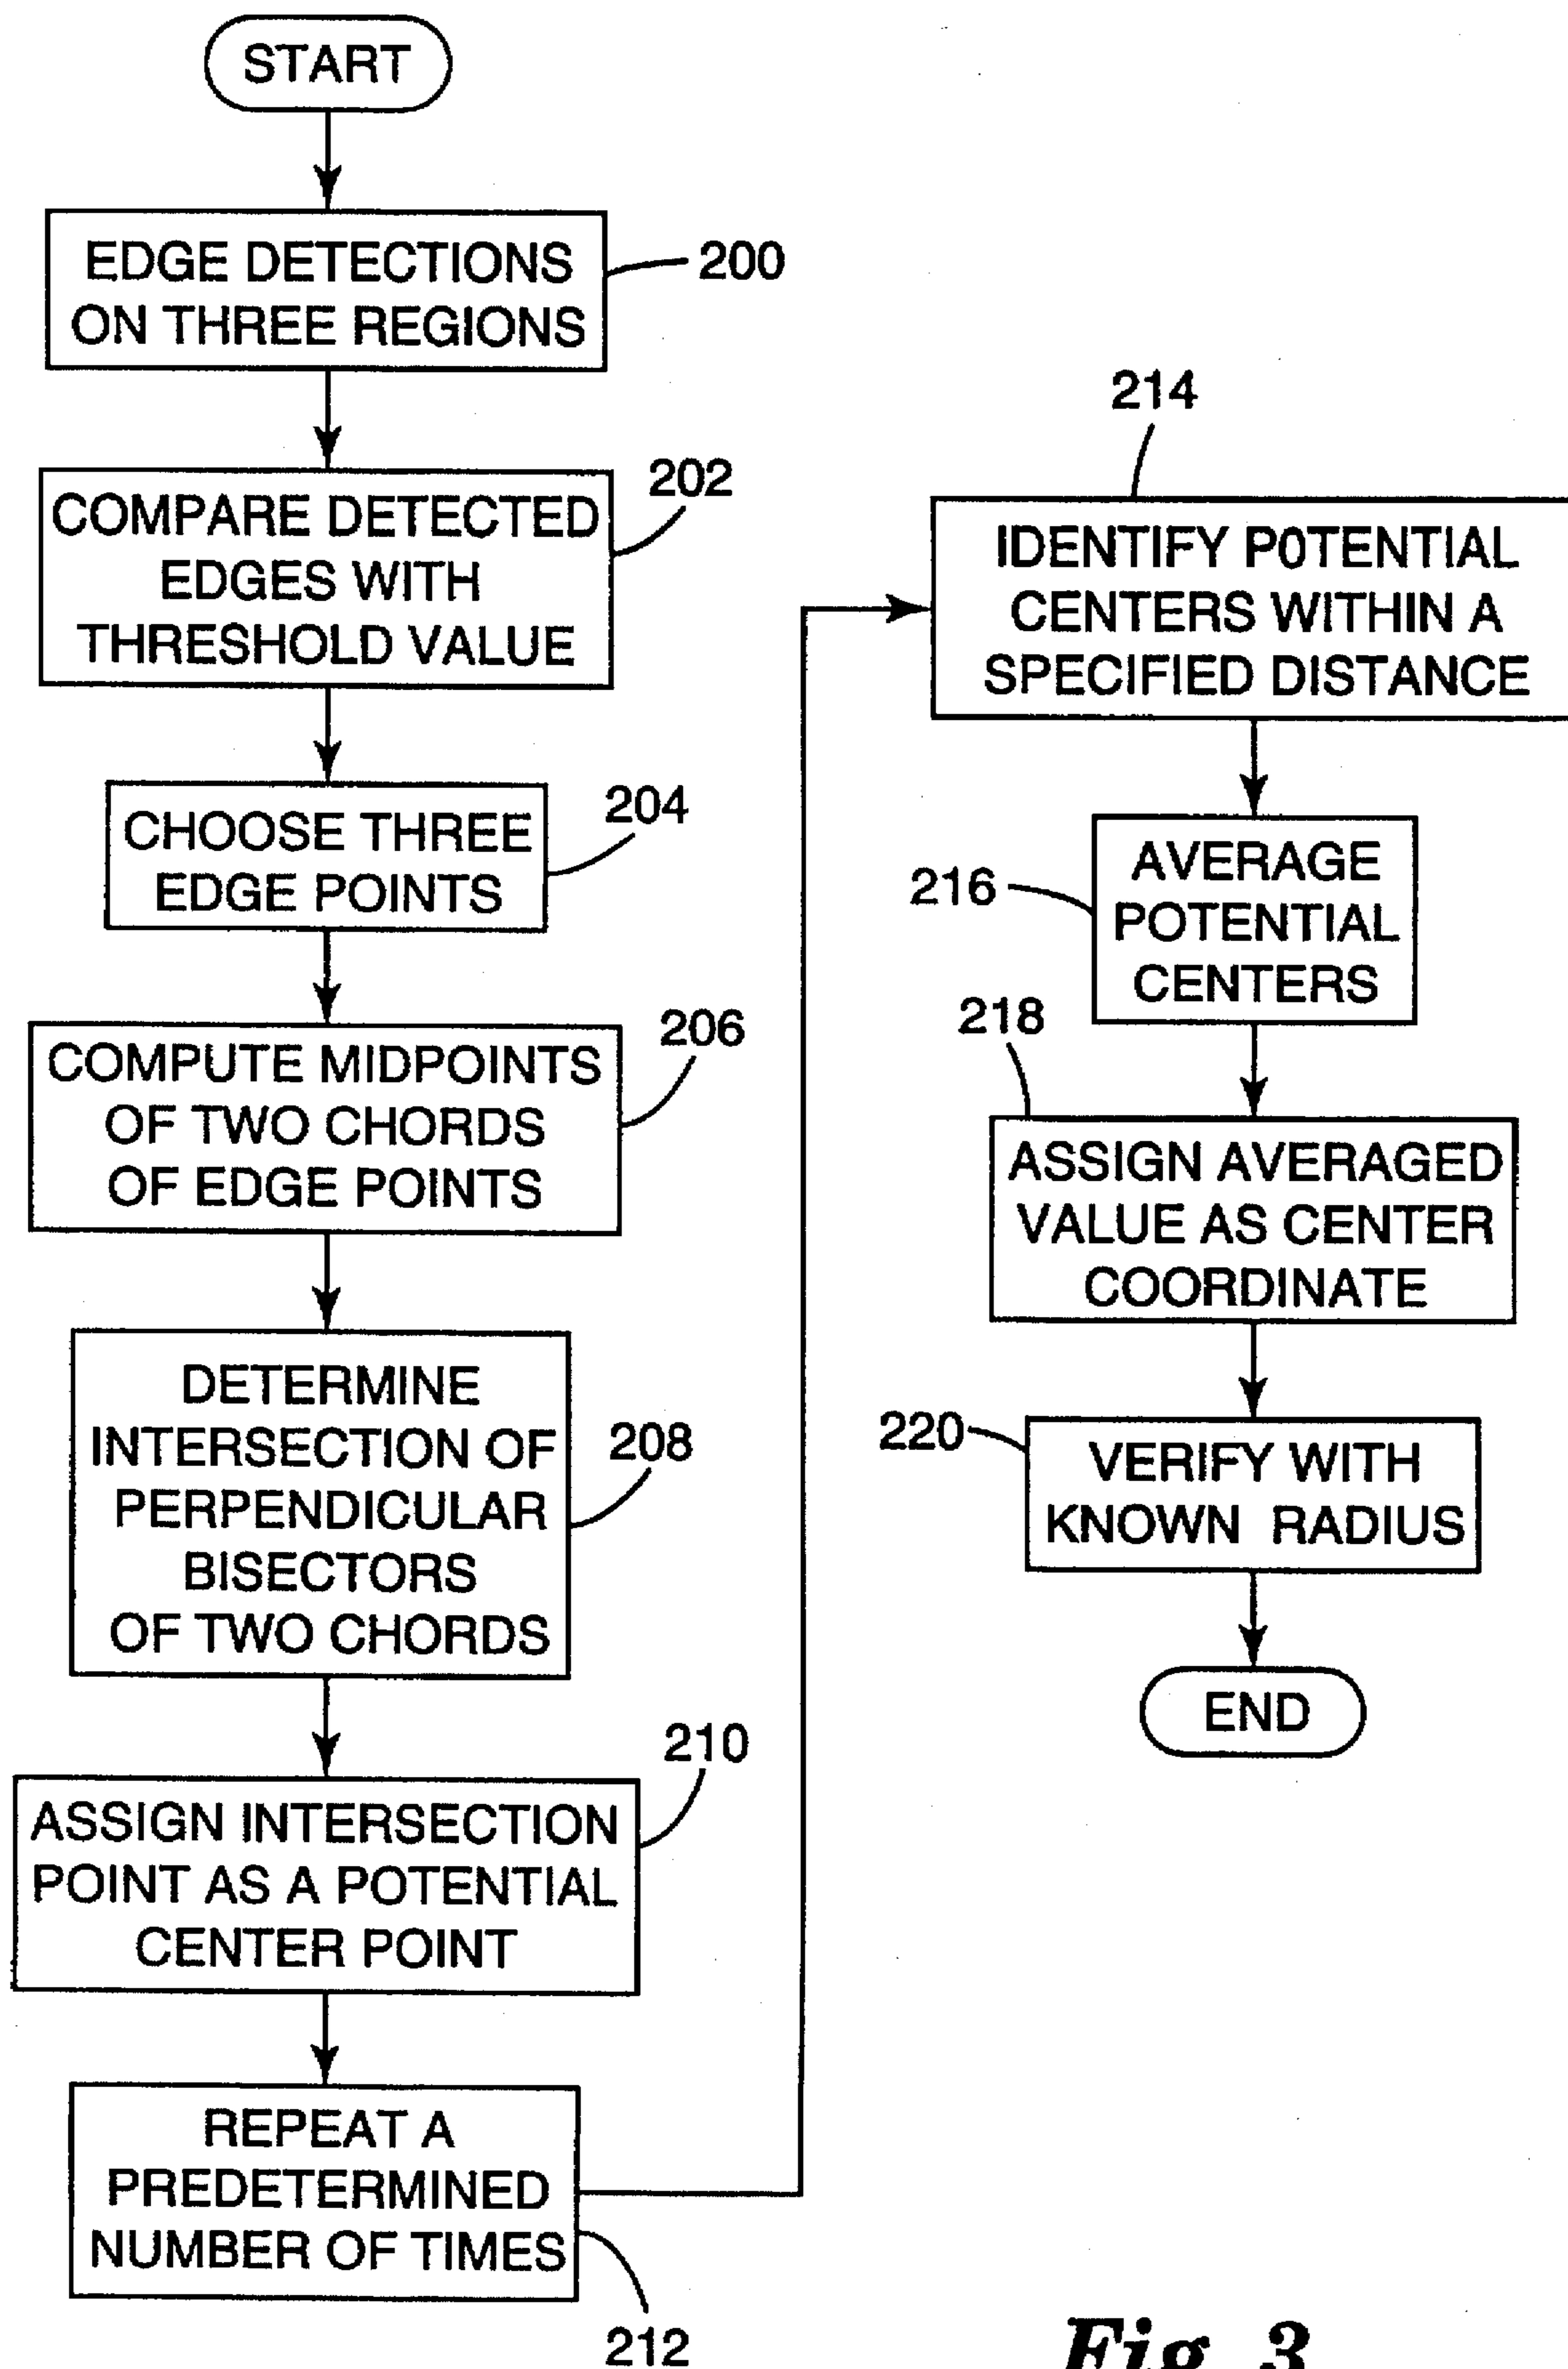 START
EDGE DETECTIONS
ON THREE REGIONS
200
COMPARE DETECTED
EDGES WITH
THRESHOLD VALUE
202
CHOOSE THREE
EDGE POINTS
204
COMPUTE MIDPOINTS
OF TWO CHORDS
OF EDGE POINTS
206
DETERMINE
INTERSECTION OF
PERPENDICULAR
BISECTORS
OF TWO CHORDS
208
ASSIGN INTERSECTION
POINT AS A POTENTIAL
CENTER POINT
210
REPEAT A
PREDETERMINED
NUMBER OF TIMES
212
214
IDENTIFY POTENTIAL
CENTERS WITHIN A
SPECIFIED DISTANCE
216
AVERAGE
POTENTIAL
CENTERS
218
ASSIGN AVERAGED
VALUE AS CENTER
COORDINATE
220
VERIFY WITH
KNOWN RADIUS
END
Fig. 3